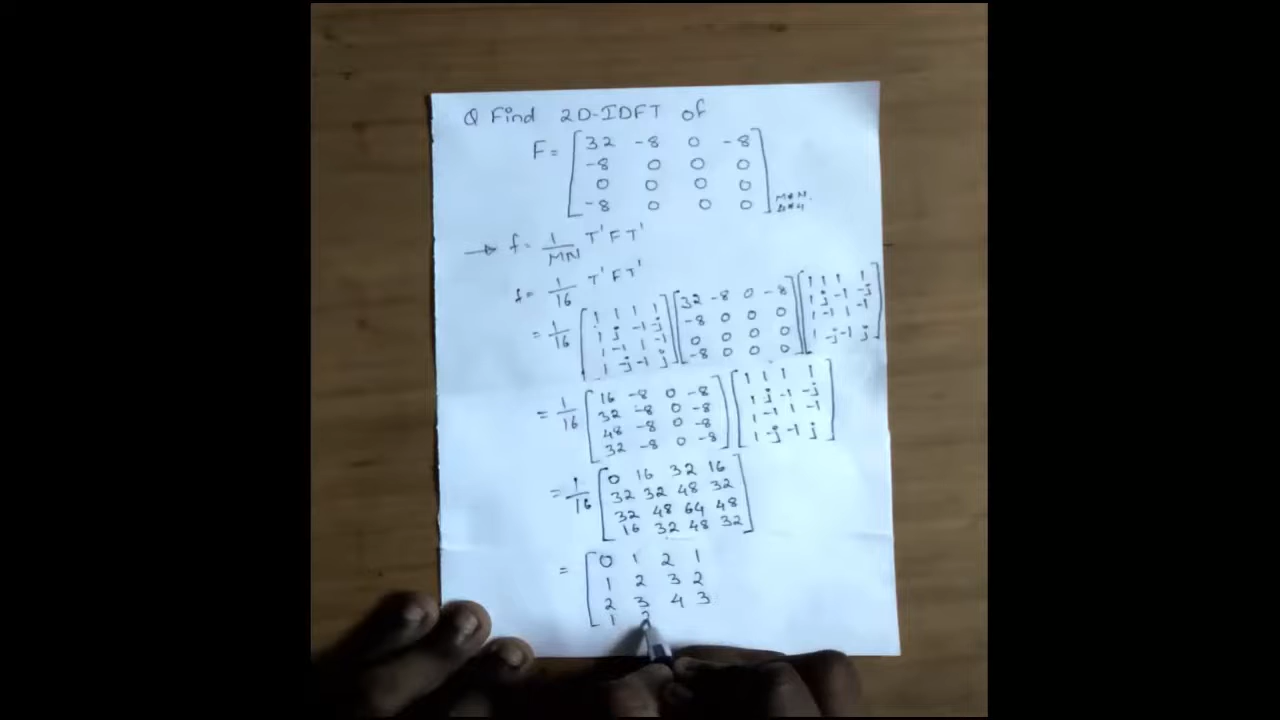 Q Find 2D-IDFT of
F = [ 32 -8 0 -8
-8 0 0 0
0 0 0 0
-8 0 0 0 ] M*N
4*4
→ f = 1/MN T' F T'
f = 1/16 T' F T'
= 1/16 [ 1 1 1 1 ] [ 32 -8 0 -8 ] [ 1 1 1 1 ]
[ 1 j -1 -j ] [ -8 0 0 0 ] [ 1 j -1 -j ]
[ 1 -1 1 -1 ] [ 0 0 0 0 ] [ 1 -1 1 -1 ]
[ 1 -j -1 j ] [ -8 0 0 0 ] [ 1 -j -1 j ]
= 1/16 [ 16 -8 0 -8 ] [ 1 1 1 1 ]
[ 32 -8 0 -8 ] [ 1 j -1 -j ]
[ 48 -8 0 -8 ] [ 1 -1 1 -1 ]
[ 32 -8 0 -8 ] [ 1 -j -1 j ]
= 1/16 [ 0 16 32 16
32 32 48 32
32 48 64 48
16 32 48 32 ]
= [ 0 1 2 1
1 2 3 2
2 3 4 3
1